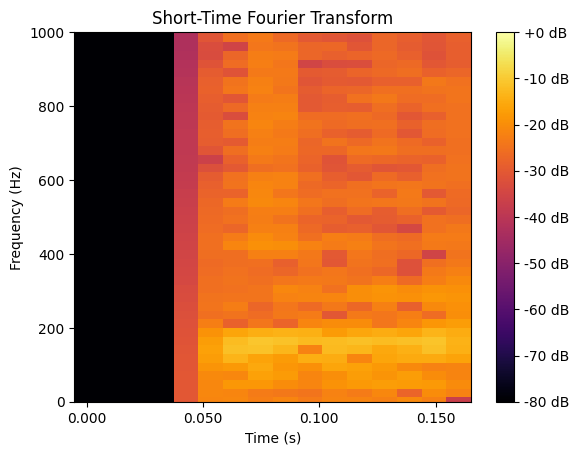 Short-Time Fourier Transform
1000
800
600
400
200
0
Frequency (Hz)
0.000
0.050
0.100
0.150
Time (s)
+0 dB
-10 dB
-20 dB
-30 dB
-40 dB
-50 dB
-60 dB
-70 dB
-80 dB